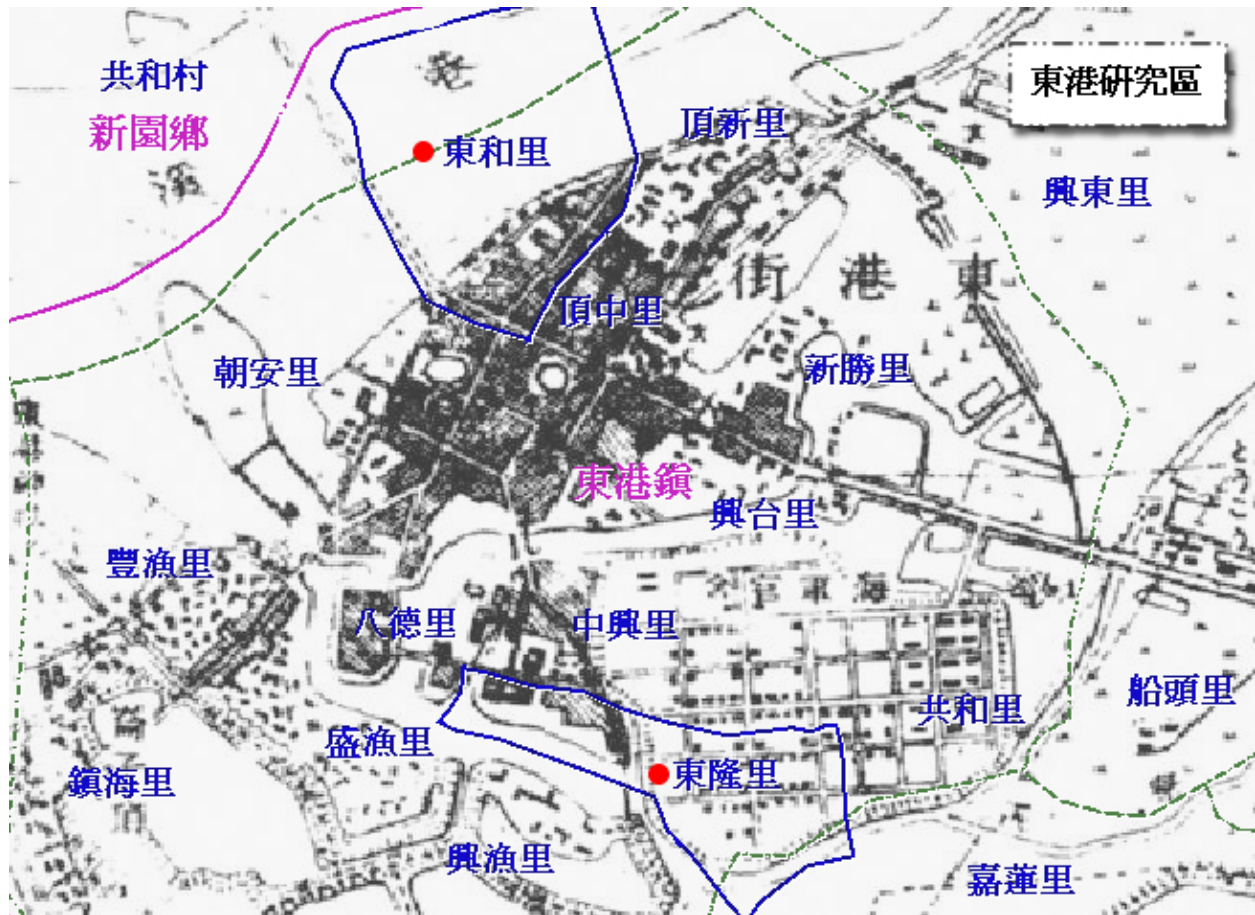 東港研究區
共和村
新園鄉
東和里
頂新里
興東里
街港東
頂中里
朝安里
新勝里
東港鎮
興台里
豐漁里
八德里
中興里
船頭里
共和里
盛漁里
鎮海里
東隆里
興漁里
嘉蓮里